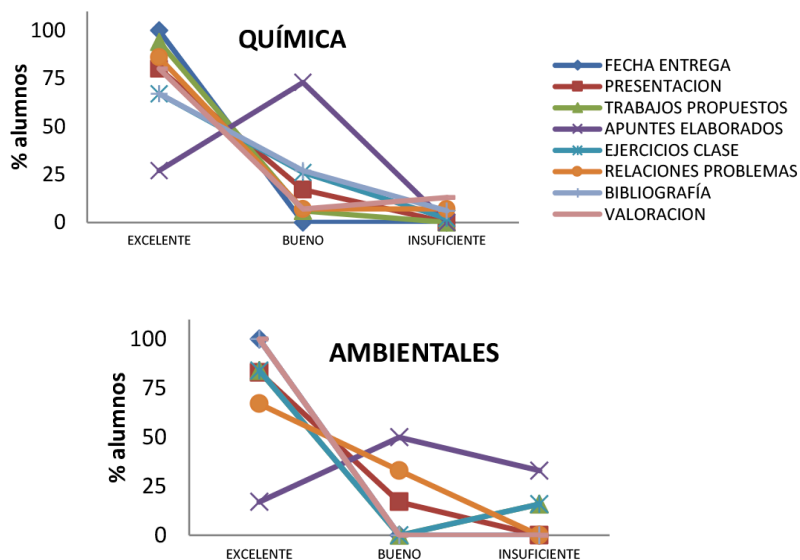 QUÍMICA
% alumnos
100
75
50
25
0
EXCELENTE BUENO INSUFICIENTE
FECHA ENTREGA
PRESENTACION
TRABAJOS PROPUESTOS
APUNTES ELABORADOS
EJERCICIOS CLASE
RELACIONES PROBLEMAS
BIBLIOGRAFÍA
VALORACION
AMBIENTALES
% alumnos
100
75
50
25
0
EXCELENTE BUENO INSUFICIENTE